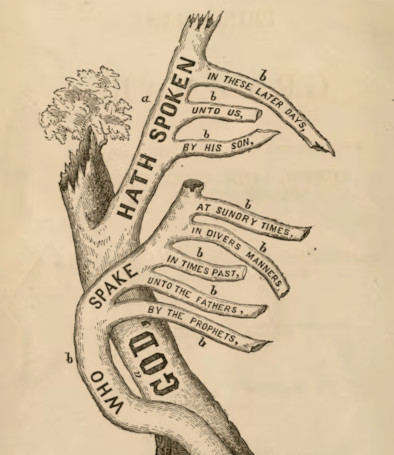 a
HATH SPOKEN
b
IN THESE LATER DAYS,
b
UNTO US,
b
BY HIS SON,
b
AT SUNDRY TIMES,
b
IN DIVERS MANNERS,
b
IN TIMES PAST,
b
UNTO THE FATHERS,
b
BY THE PROPHETS,
b
WHO SPAKE
"GOD,